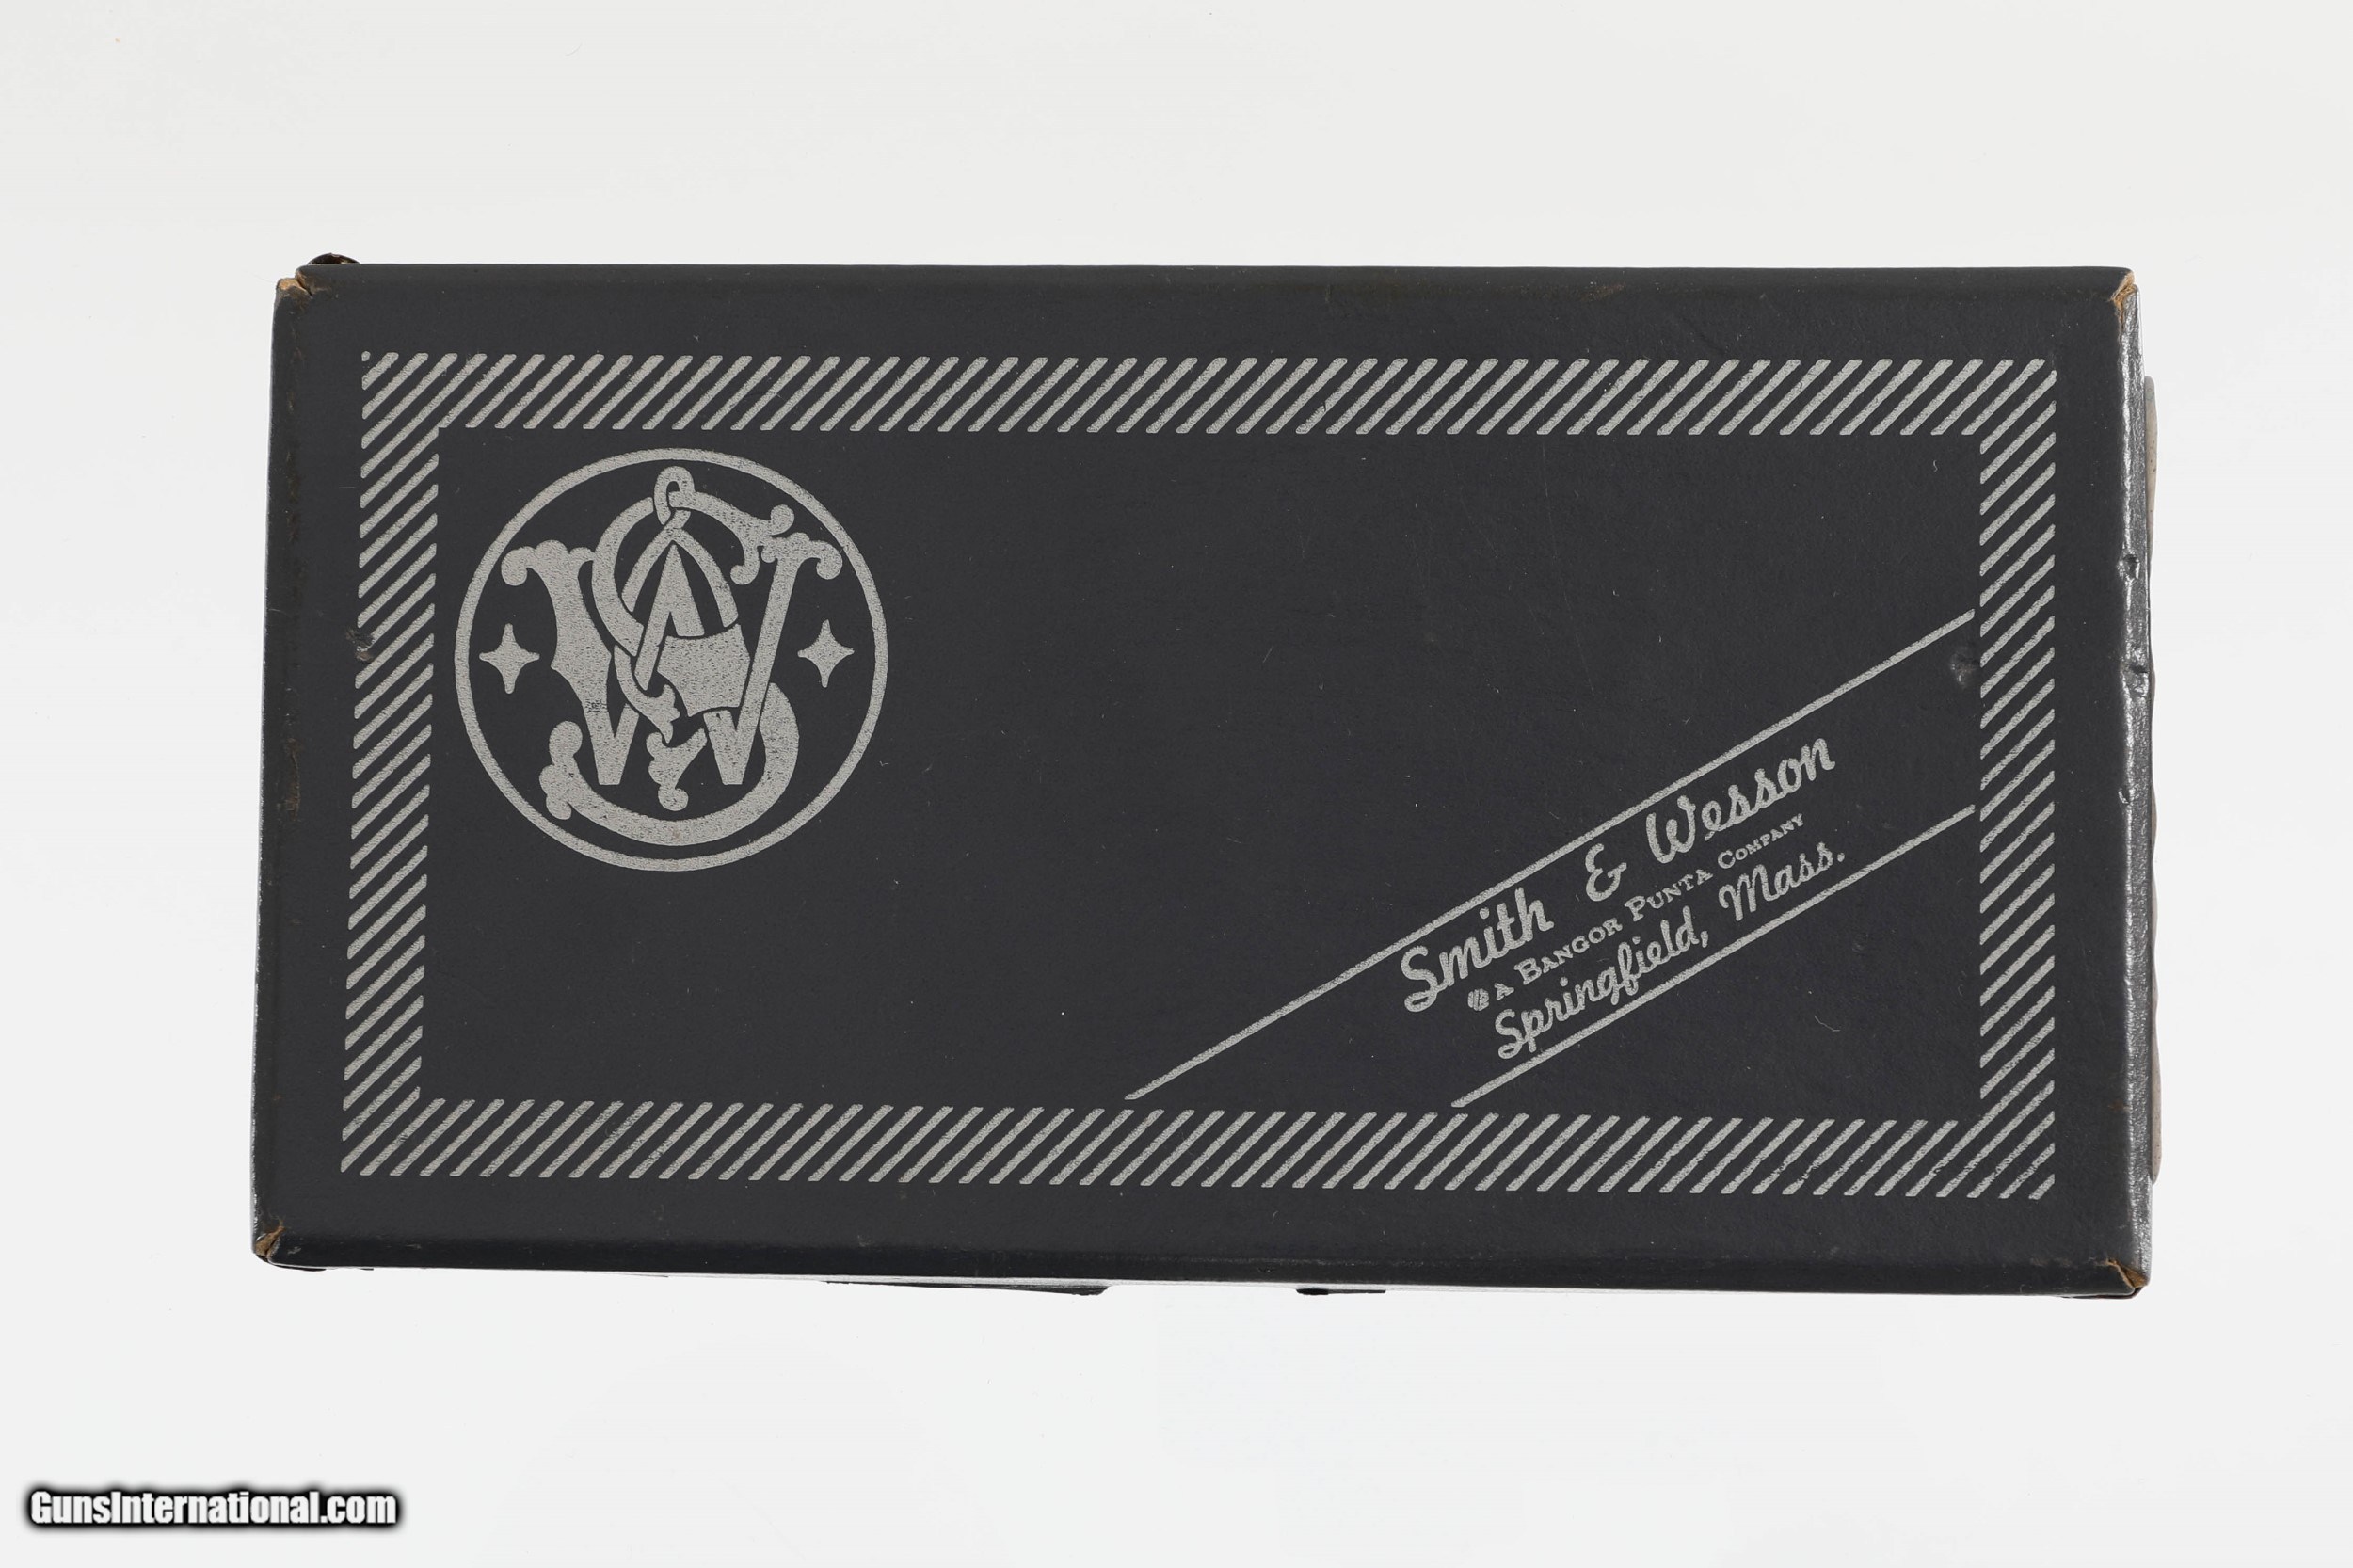 Smith & Wesson
A BANGOR PUNTA COMPANY
Springfield, Mass.
GunsInternational.com